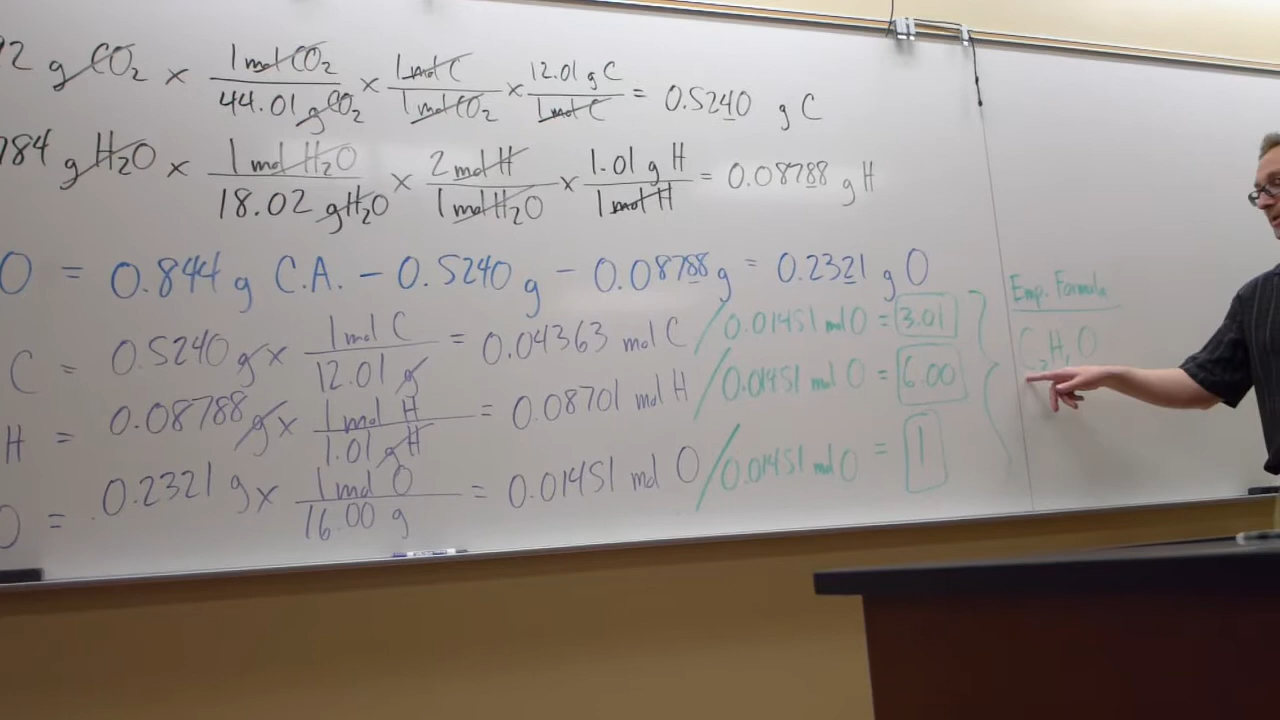 2 g CO₂ × 1 mol CO₂ / 44.01 g CO₂ × 1 mol C / 1 mol CO₂ × 12.01 g C / 1 mol C = 0.5240 g C
784 g H₂O × 1 mol H₂O / 18.02 g H₂O × 2 mol H / 1 mol H₂O × 1.01 g H / 1 mol H = 0.08788 g H
O = 0.844 g C.A. − 0.5240 g − 0.08788 g = 0.2321 g O
C = 0.5240 g × 1 mol C / 12.01 g = 0.04363 mol C / 0.01451 mol O = 3.01
H = 0.08788 g × 1 mol H / 1.01 g H = 0.08701 mol H / 0.01451 mol O = 6.00
O = 0.2321 g × 1 mol O / 16.00 g = 0.01451 mol O / 0.01451 mol O = 1
Emp. Formula
C₃H₆O